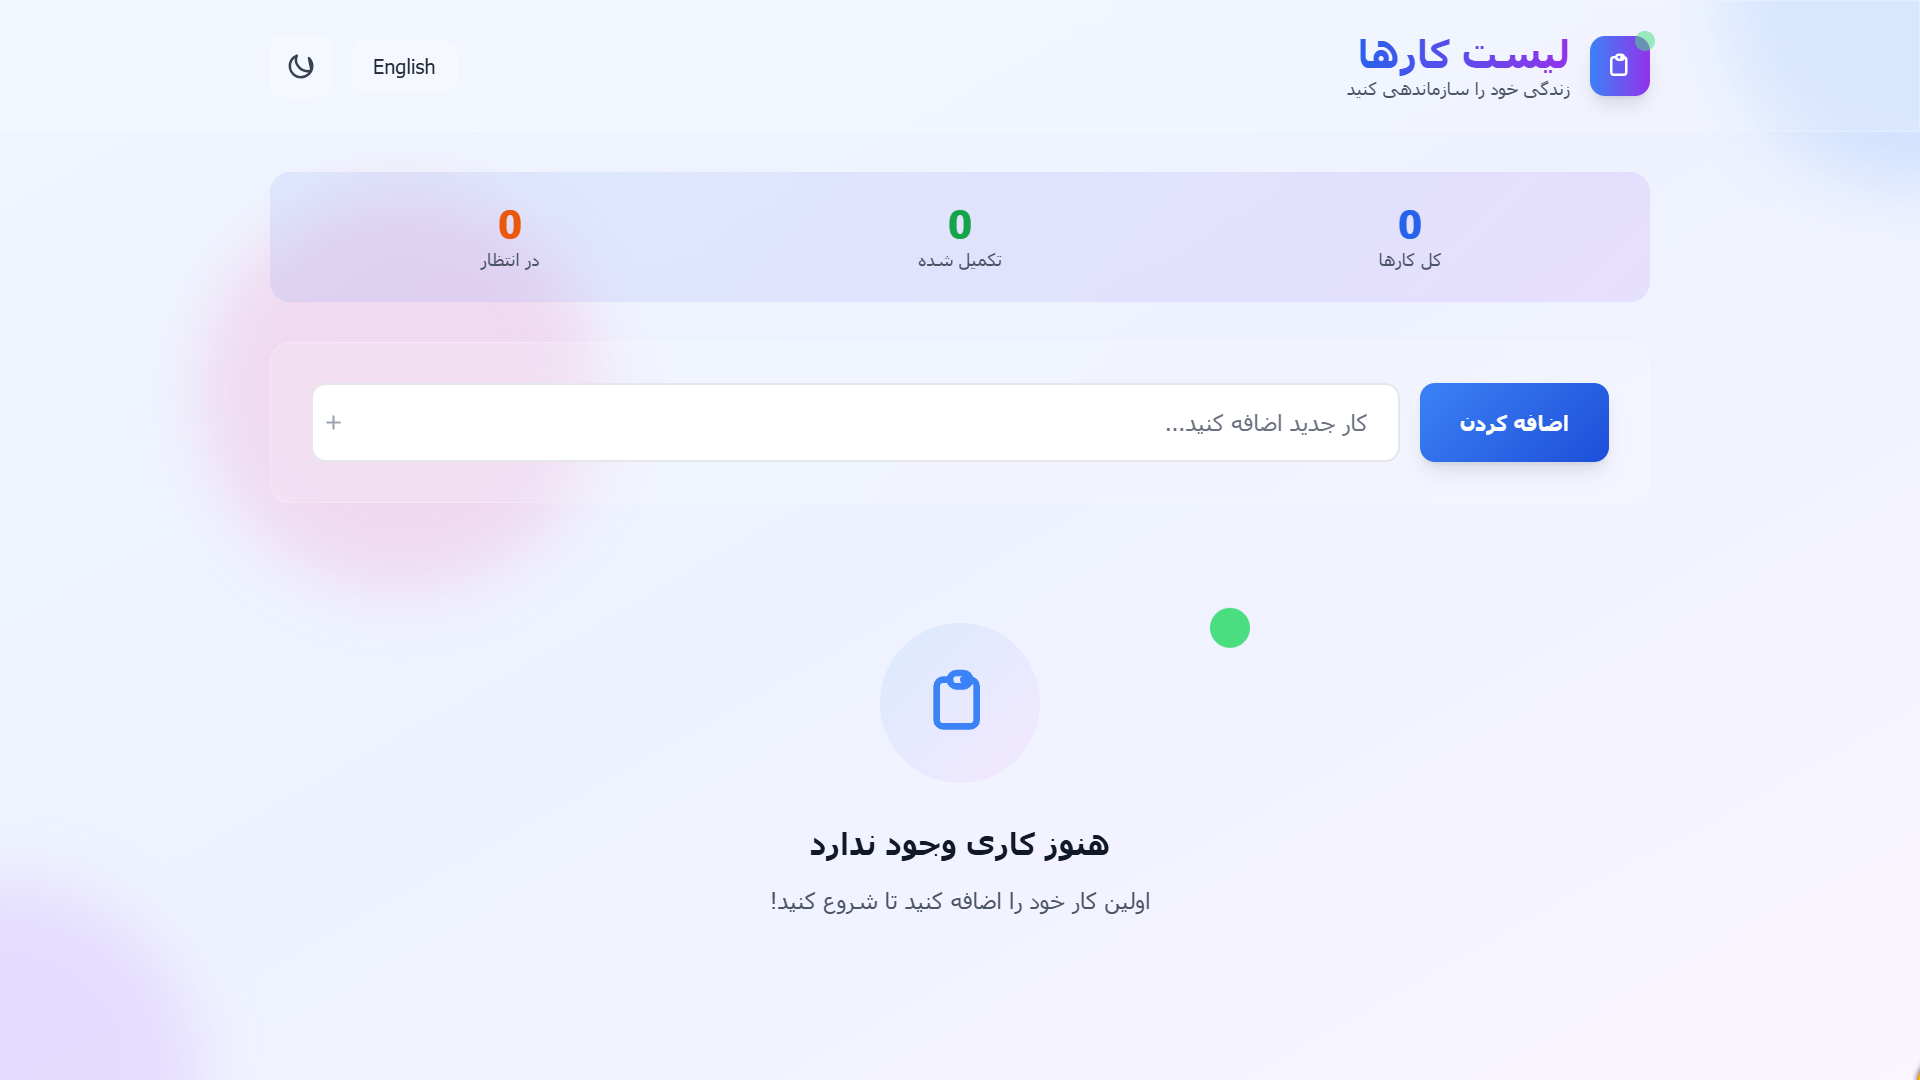 لیست کارها
زندگی خود را سازماندهی کنید
English
0
کل کارها
0
تکمیل شده
0
در انتظار
اضافه کردن
کار جدید اضافه کنید...
هنوز کاری وجود ندارد
اولین کار خود را اضافه کنید تا شروع کنید!